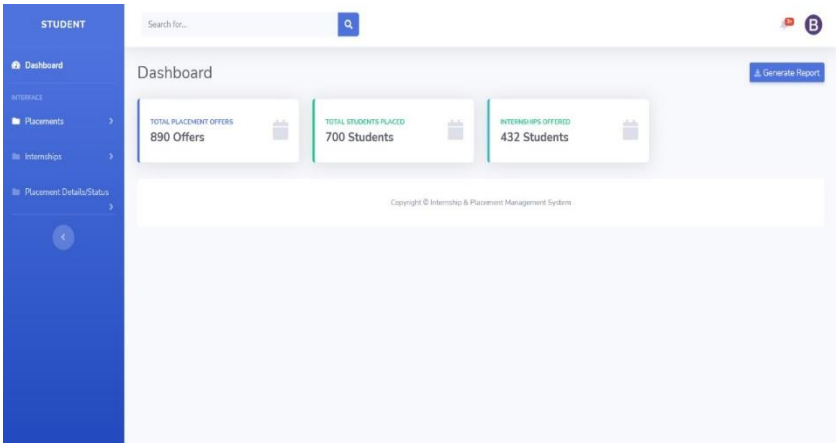 STUDENT
Search for...
B
Dashboard
INTERFACE
Placements
Internships
Placement Details/Status
Dashboard
Generate Report
TOTAL PLACEMENT OFFERS
890 Offers
TOTAL STUDENTS PLACED
700 Students
INTERNSHIPS OFFERED
432 Students
Copyright © Internship & Placement Management System